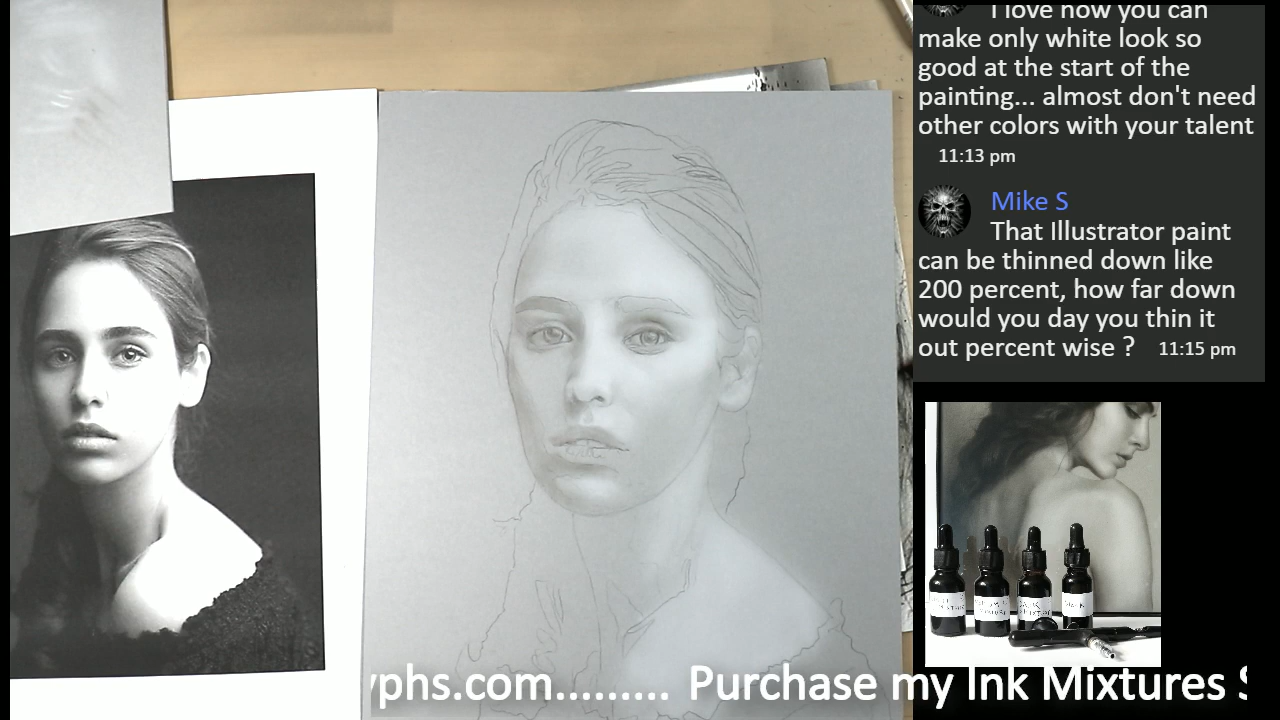 I love how you can
make only white look so
good at the start of the
painting... almost don't need
other colors with your talent
11:13 pm
Mike S
That Illustrator paint
can be thinned down like
200 percent, how far down
would you day you thin it
out percent wise ? 11:15 pm
yphs.com......... Purchase my Ink Mixtures S